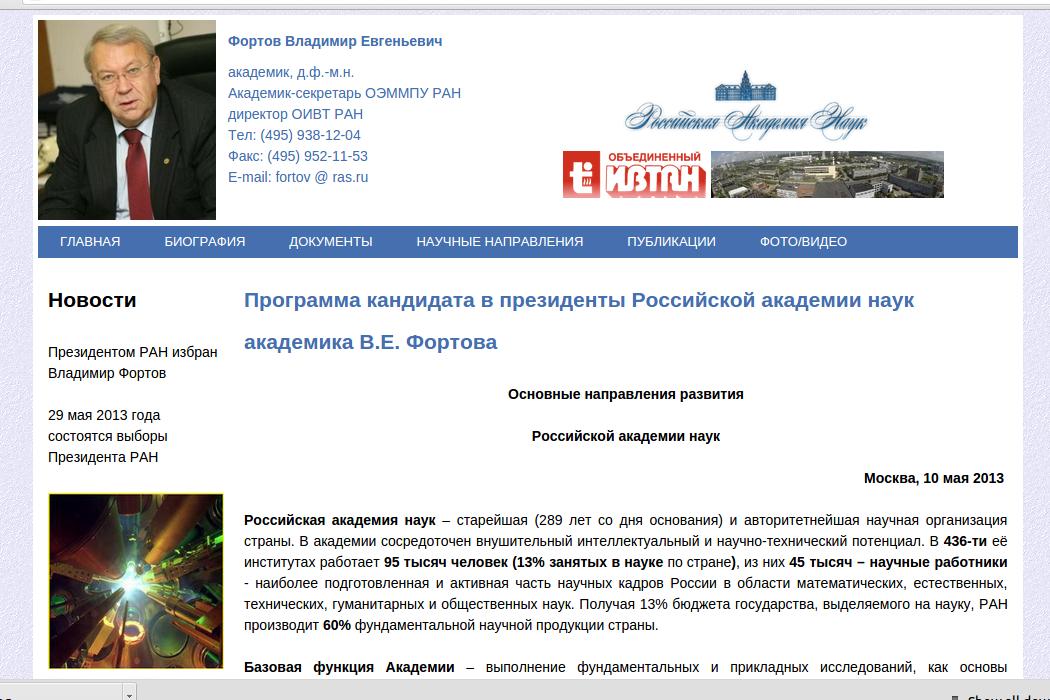 Фортов Владимир Евгеньевич
академик, д.ф.-м.н.
Академик-секретарь ОЭММПУ РАН
директор ОИВТ РАН
Тел: (495) 938-12-04
Факс: (495) 952-11-53
E-mail: fortov @ ras.ru
Российская Академия Наук
ОБЪЕДИНЕННЫЙ
ИВТАН
ГЛАВНАЯ БИОГРАФИЯ ДОКУМЕНТЫ НАУЧНЫЕ НАПРАВЛЕНИЯ ПУБЛИКАЦИИ ФОТО/ВИДЕО
Новости
Президентом РАН избран
Владимир Фортов
29 мая 2013 года
состоятся выборы
Президента РАН
Программа кандидата в президенты Российской академии наук
академика В.Е. Фортова
Основные направления развития
Российской академии наук
Москва, 10 мая 2013
Российская академия наук – старейшая (289 лет со дня основания) и авторитетнейшая научная организация
страны. В академии сосредоточен внушительный интеллектуальный и научно-технический потенциал. В 436-ти её
институтах работает 95 тысяч человек (13% занятых в науке по стране), из них 45 тысяч – научные работники
- наиболее подготовленная и активная часть научных кадров России в области математических, естественных,
технических, гуманитарных и общественных наук. Получая 13% бюджета государства, выделяемого на науку, РАН
производит 60% фундаментальной научной продукции страны.
Базовая функция Академии – выполнение фундаментальных и прикладных исследований, как основы